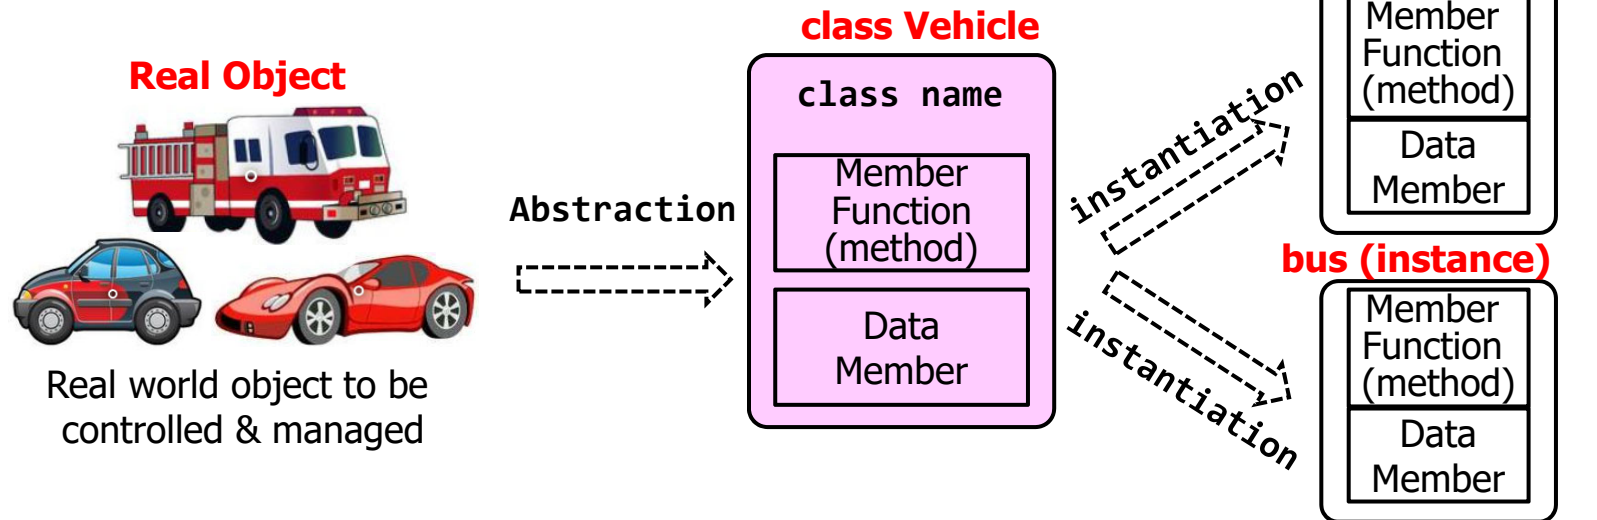 Real Object
Real world object to be
controlled & managed
Abstraction
class Vehicle
class name
Member
Function
(method)
Data
Member
instantiation
instantiation
Member
Function
(method)
Data
Member
bus (instance)
Member
Function
(method)
Data
Member